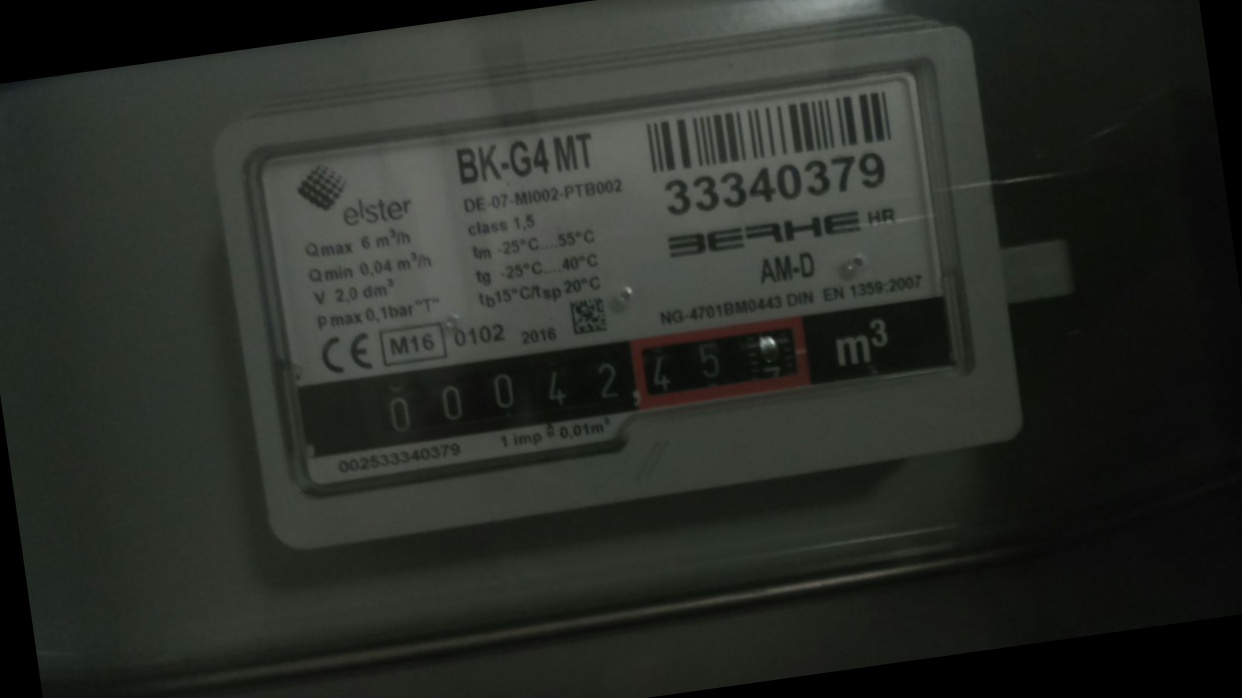 elster
Qmax 6 m³/h
Qmin 0,04 m³/h
V 2,0 dm³
pmax 0,1bar "T"
CE M16 0102 2016
BK-G4 MT
DE-07-MI002-PTB002
class 1,5
tm -25°C....55°C
tg -25°C....40°C
tb15°C/tsp20°C
33340379
BERHE HR
AM-D
NG-4701BM0443 DIN EN 1359:2007
00042,45 m³
002533340379
1 imp ≙ 0,01m³